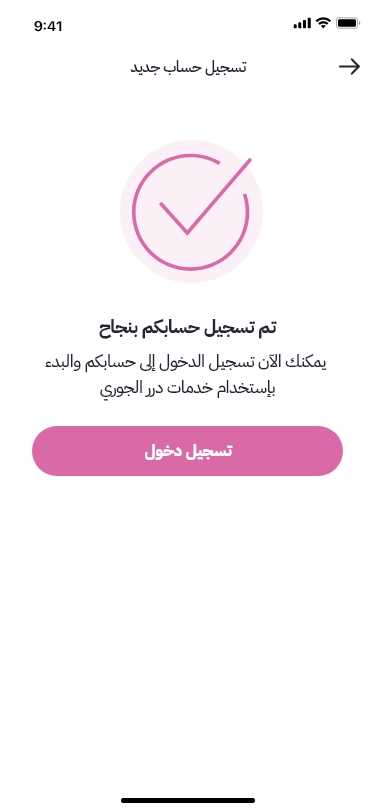 9:41
تسجيل حساب جديد
تم تسجيل حسابكم بنجاح
يمكنك الآن تسجيل الدخول إلى حسابكم والبدء
بإستخدام خدمات درر الجوري
تسجيل دخول